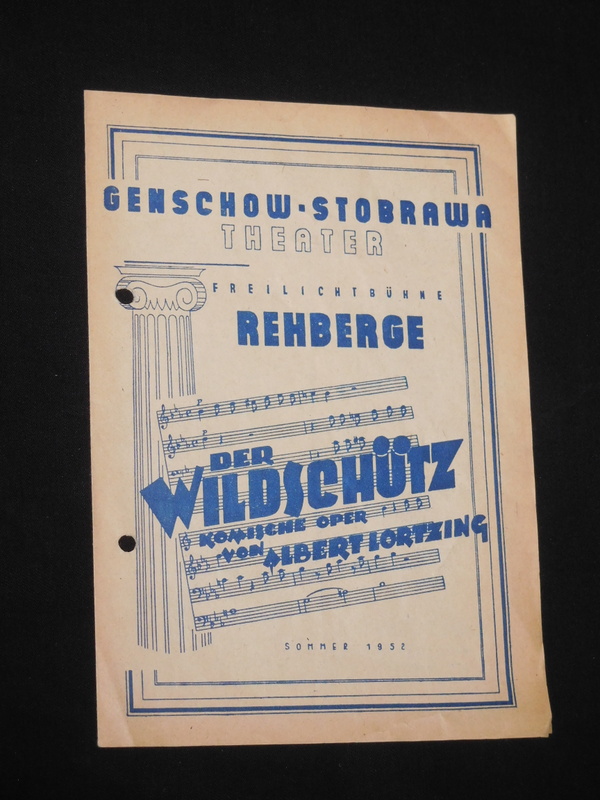 GENSCHOW-STOBRAWA
THEATER
FREILICHTBÜHNE
REHBERGE
DER
WILDSCHÜTZ
KOMISCHE OPER
VON ALBERT LORTZING
SOMMER 1952